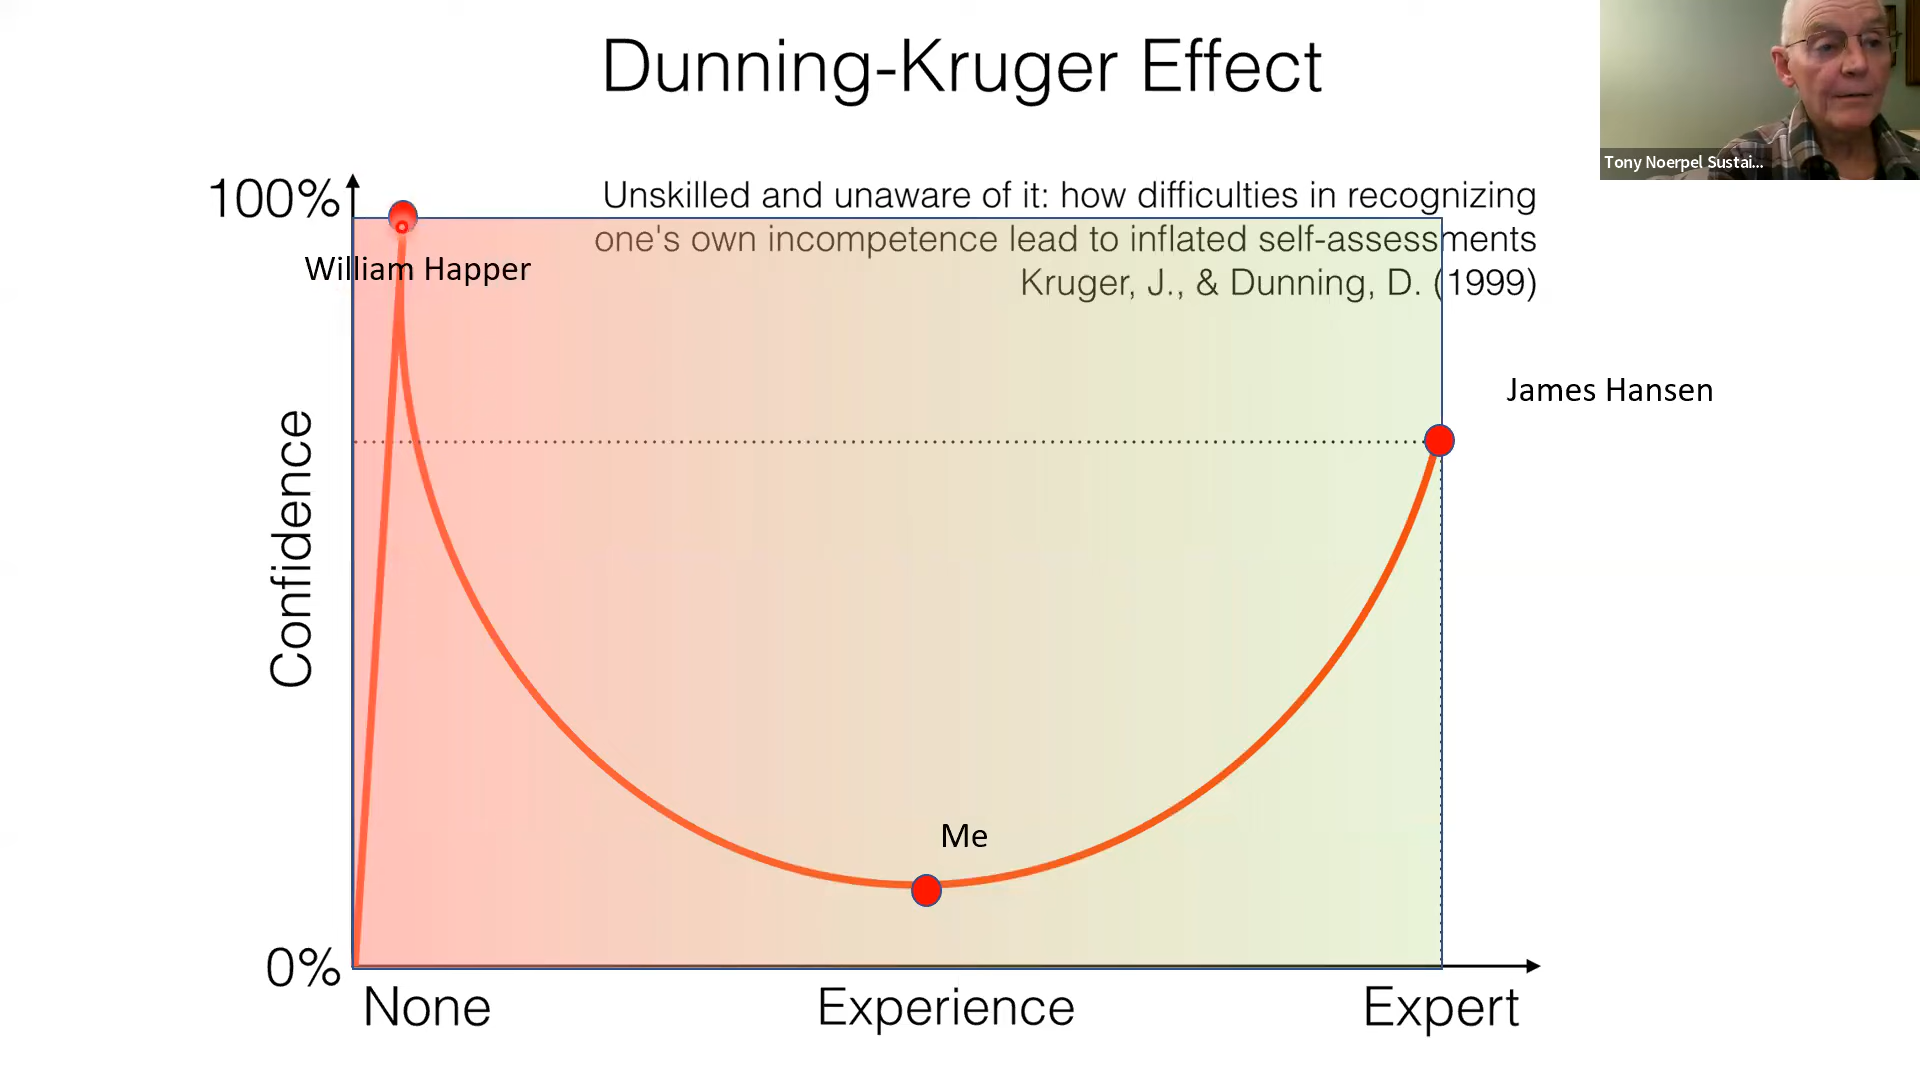 Dunning-Kruger Effect
Tony Noerpel Sustai...
100%
Unskilled and unaware of it: how difficulties in recognizing
one's own incompetence lead to inflated self-assessments
Kruger, J., & Dunning, D. (1999)
William Happer
James Hansen
Confidence
Me
0%
None
Experience
Expert